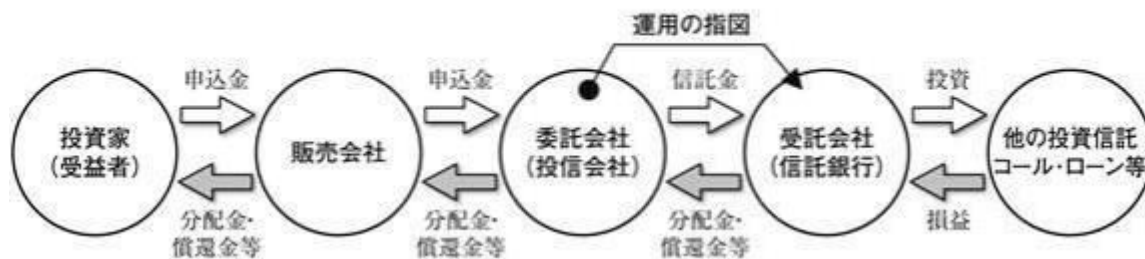 運用の指図
申込金
申込金
信託金
投資
投資家
(受益者)
販売会社
委託会社
(投信会社)
受託会社
(信託銀行)
他の投資信託
コール・ローン等
分配金・
償還金等
分配金・
償還金等
分配金・
償還金等
損益